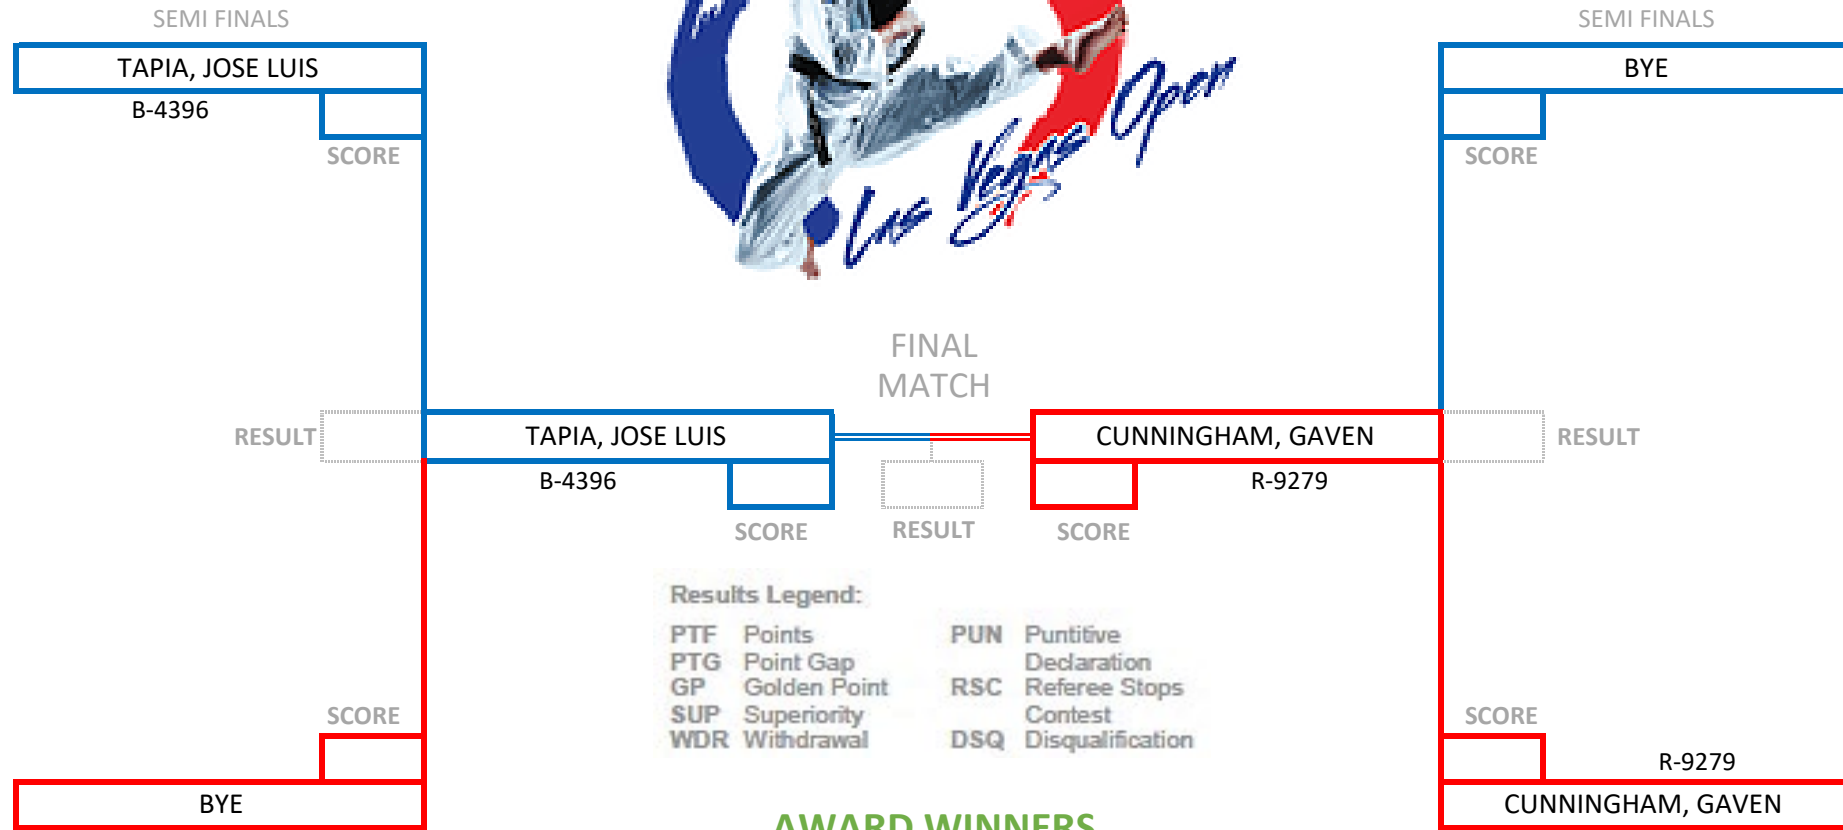 SEMI FINALS
SEMI FINALS
TAPIA, JOSE LUIS
BYE
B-4396
SCORE
SCORE
Las Vegas Open
FINAL
MATCH
RESULT
TAPIA, JOSE LUIS
CUNNINGHAM, GAVEN
RESULT
B-4396
R-9279
SCORE
RESULT
SCORE
Results Legend:
PTF Points
PTG Point Gap
GP Golden Point
SUP Superiority
WDR Withdrawal
PUN Puntitive
Declaration
RSC Referee Stops
Contest
DSQ Disqualification
SCORE
SCORE
R-9279
BYE
CUNNINGHAM, GAVEN
AWARD WINNERS